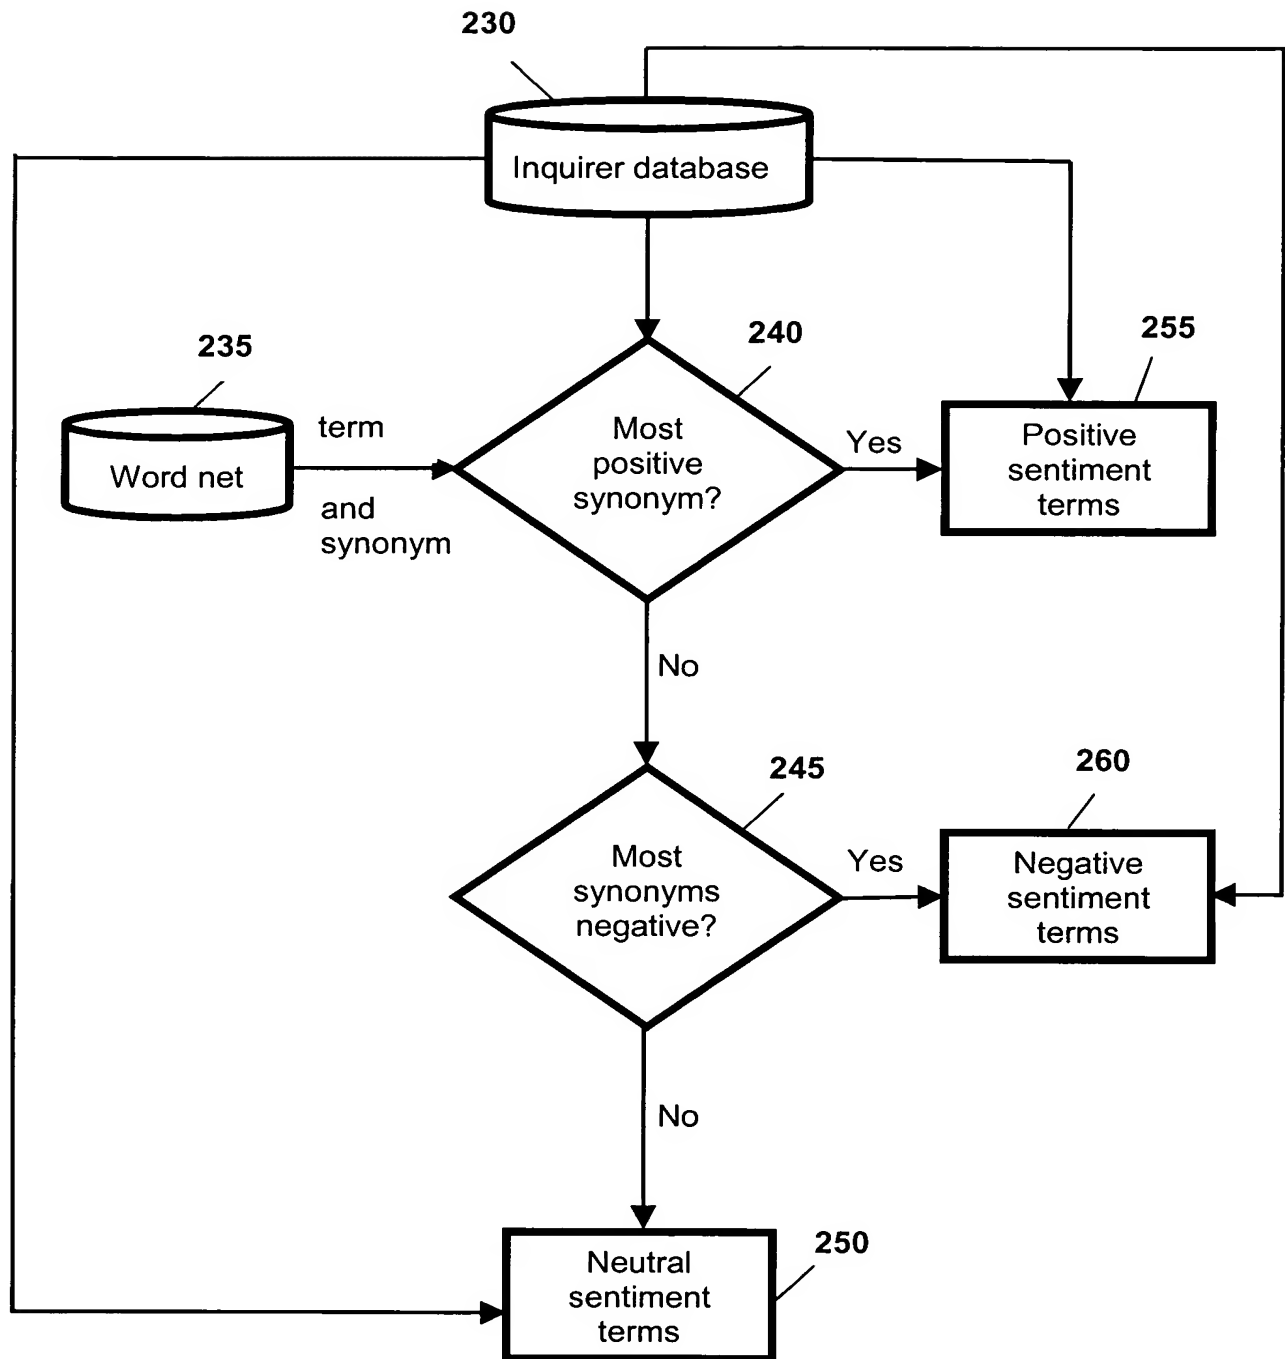 230
Inquirer database
235
240
255
term
Word net
and
synonym
Most
positive
synonym?
Yes
Positive
sentiment
terms
No
245
260
Most
synonyms
negative?
Yes
Negative
sentiment
terms
No
250
Neutral
sentiment
terms